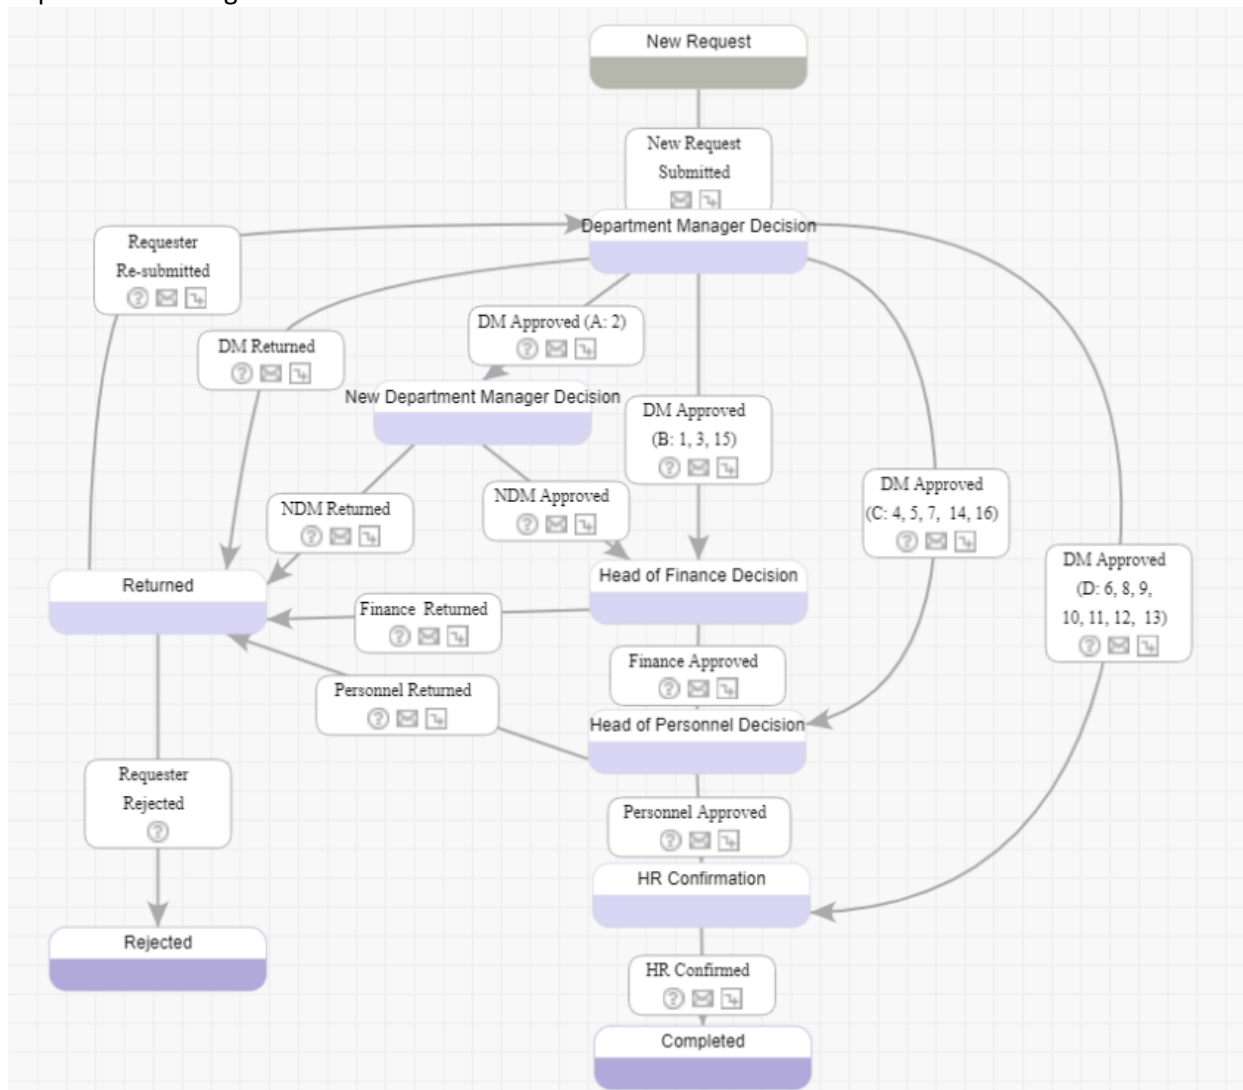 New Request
New Request
Submitted
Department Manager Decision
Requester
Re-submitted
DM Returned
DM Approved (A: 2)
New Department Manager Decision
DM Approved
(B: 1, 3, 15)
DM Approved
(C: 4, 5, 7, 14, 16)
NDM Returned
NDM Approved
DM Approved
(D: 6, 8, 9,
10, 11, 12, 13)
Returned
Head of Finance Decision
Finance Returned
Finance Approved
Personnel Returned
Head of Personnel Decision
Requester
Rejected
Personnel Approved
HR Confirmation
Rejected
HR Confirmed
Completed